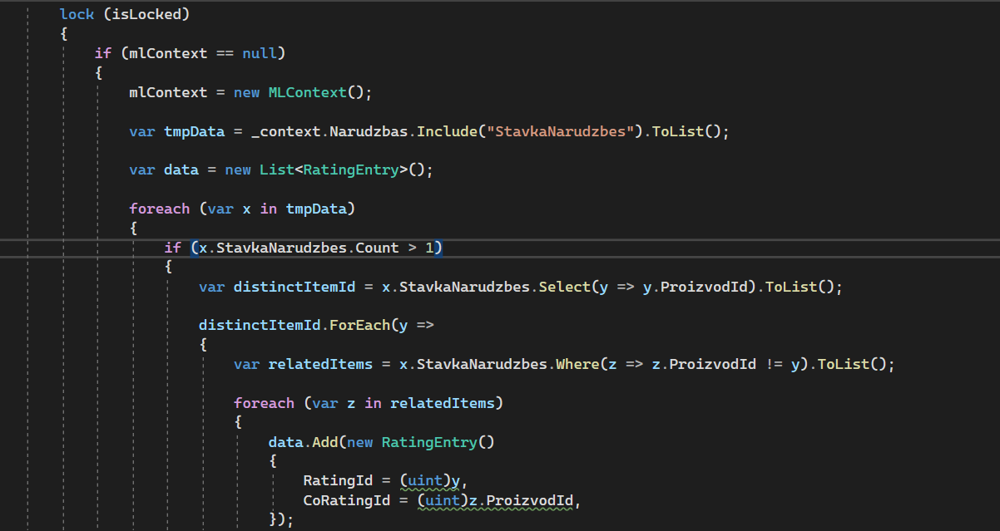 lock (isLocked)
{
if (mlContext == null)
{
mlContext = new MLContext();
var tmpData = _context.Narudzbas.Include("StavkaNarudzbes").ToList();
var data = new List<RatingEntry>();
foreach (var x in tmpData)
{
if (x.StavkaNarudzbes.Count > 1)
{
var distinctItemId = x.StavkaNarudzbes.Select(y => y.ProizvodId).ToList();
distinctItemId.ForEach(y =>
{
var relatedItems = x.StavkaNarudzbes.Where(z => z.ProizvodId != y).ToList();
foreach (var z in relatedItems)
{
data.Add(new RatingEntry()
{
RatingId = (uint)y,
CoRatingId = (uint)z.ProizvodId,
});